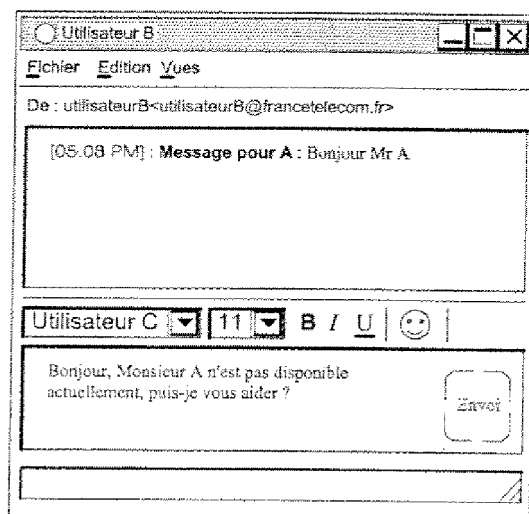 Utilisateur B
Fichier Edition Vues
De : utilisateurB<utilisateurB@francetelecom.fr>
[05.08 PM] : Message pour A : Bonjour Mr A
Utilisateur C 11 B I U
Bonjour, Monsieur A n'est pas disponible
actuellement, puis-je vous aider ?
Envoi